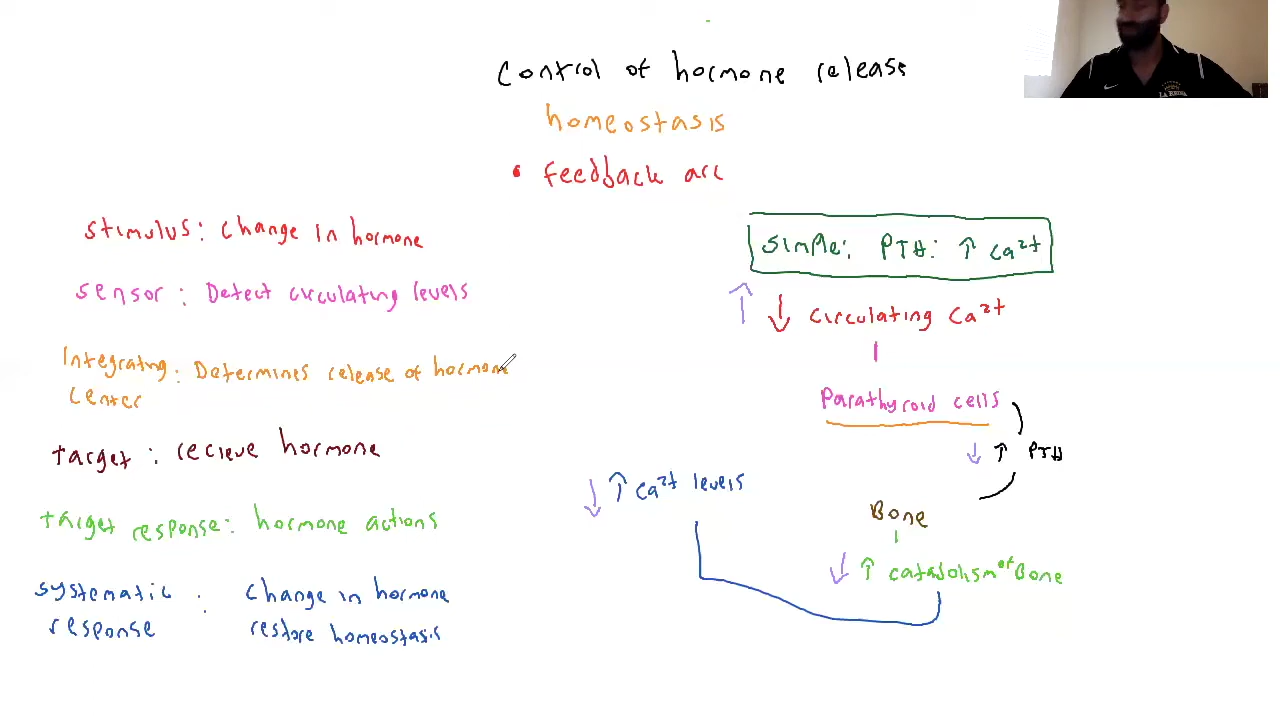 control of hormone release
homeostasis
• feedback arc
stimulus: change in hormone
sensor: Detect circulating levels
Integrating: Determines release of hormone
center
target: recieve hormone
target response: hormone actions
systematic : change in hormone
response restore homeostasis
simple: PTH: ↑ Ca²⁺
↑ ↓ circulating Ca²⁺
Parathyroid cells
↓ ↑ PTH
Bone
↓ ↑ catabolism of Bone
↓ ↑ Ca²⁺ levels